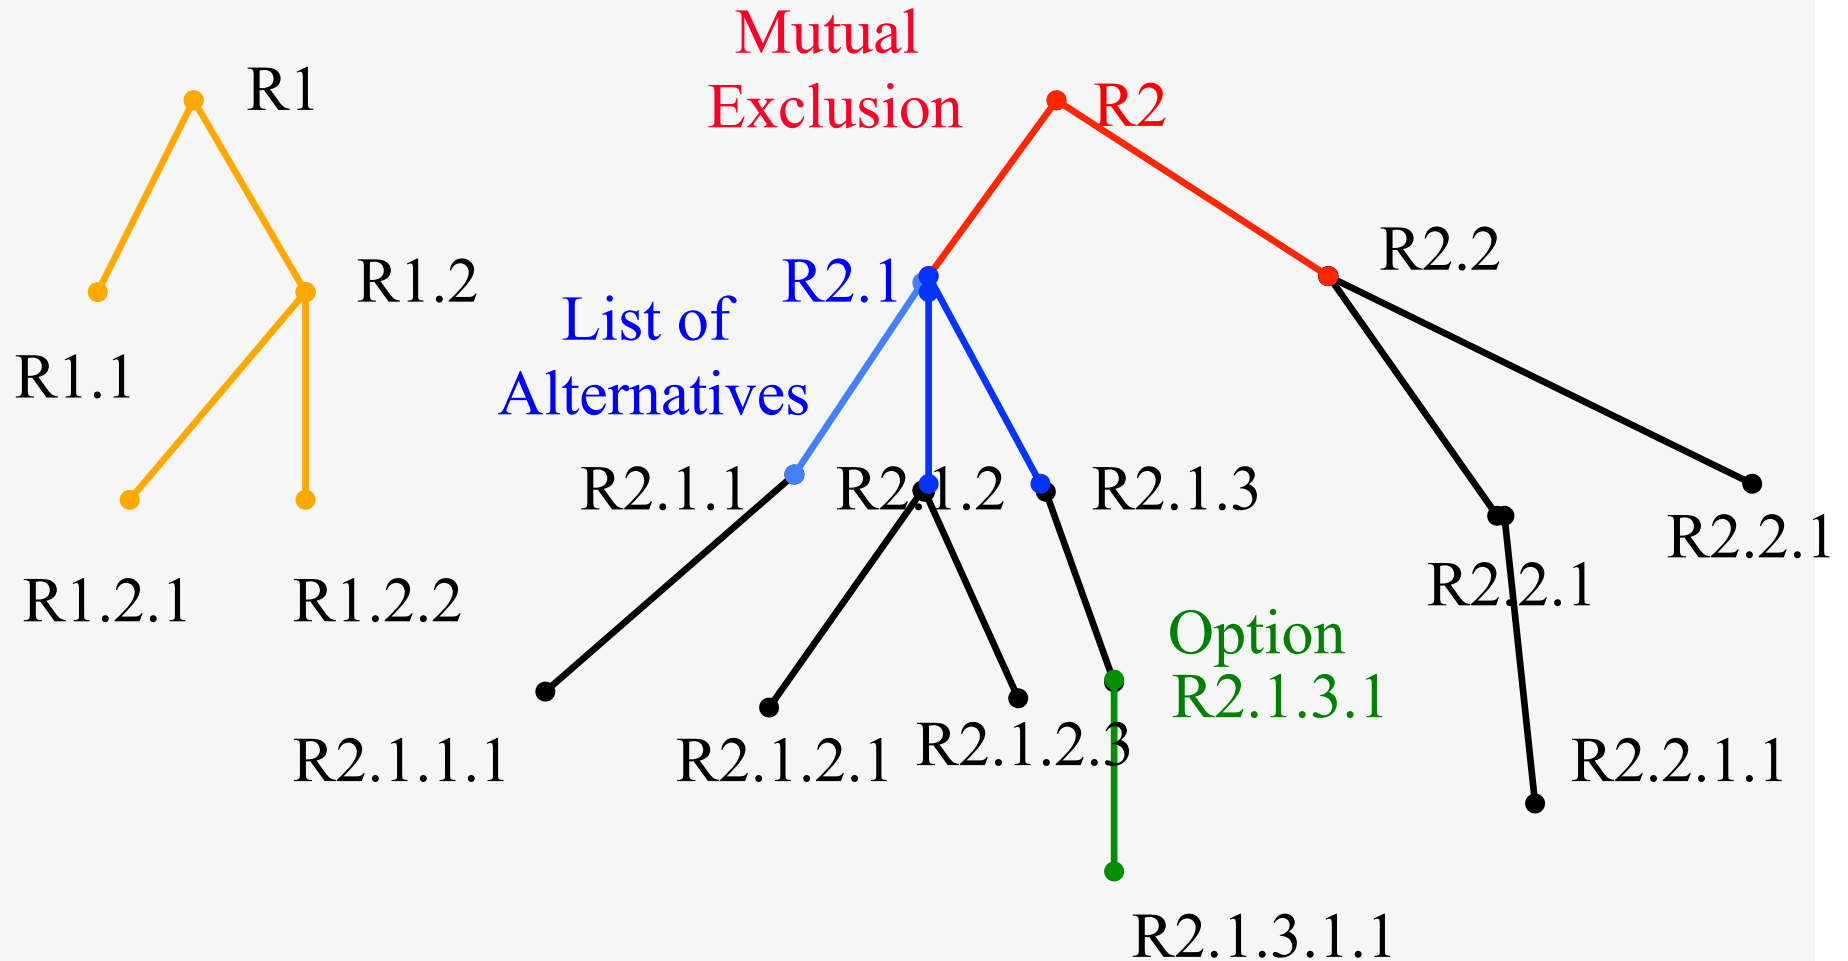 Mutual
Exclusion
R1
R2
R1.2
R2.1
R2.2
List of
Alternatives
R1.1
R2.1.1
R2.1.2
R2.1.3
R2.2.1
R2.2.1
R1.2.1
R1.2.2
Option
R2.1.3.1
R2.1.1.1
R2.1.2.1
R2.1.2.3
R2.2.1.1
R2.1.3.1.1